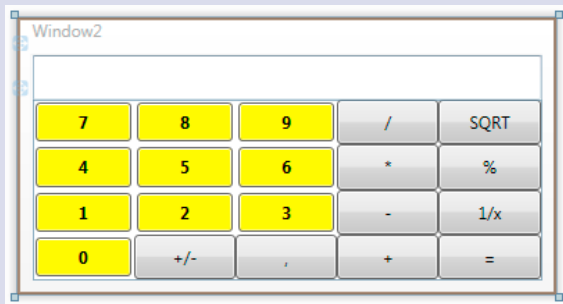 Window2
7 8 9 / SQRT
4 5 6 * %
1 2 3 - 1/x
0 +/- , + =